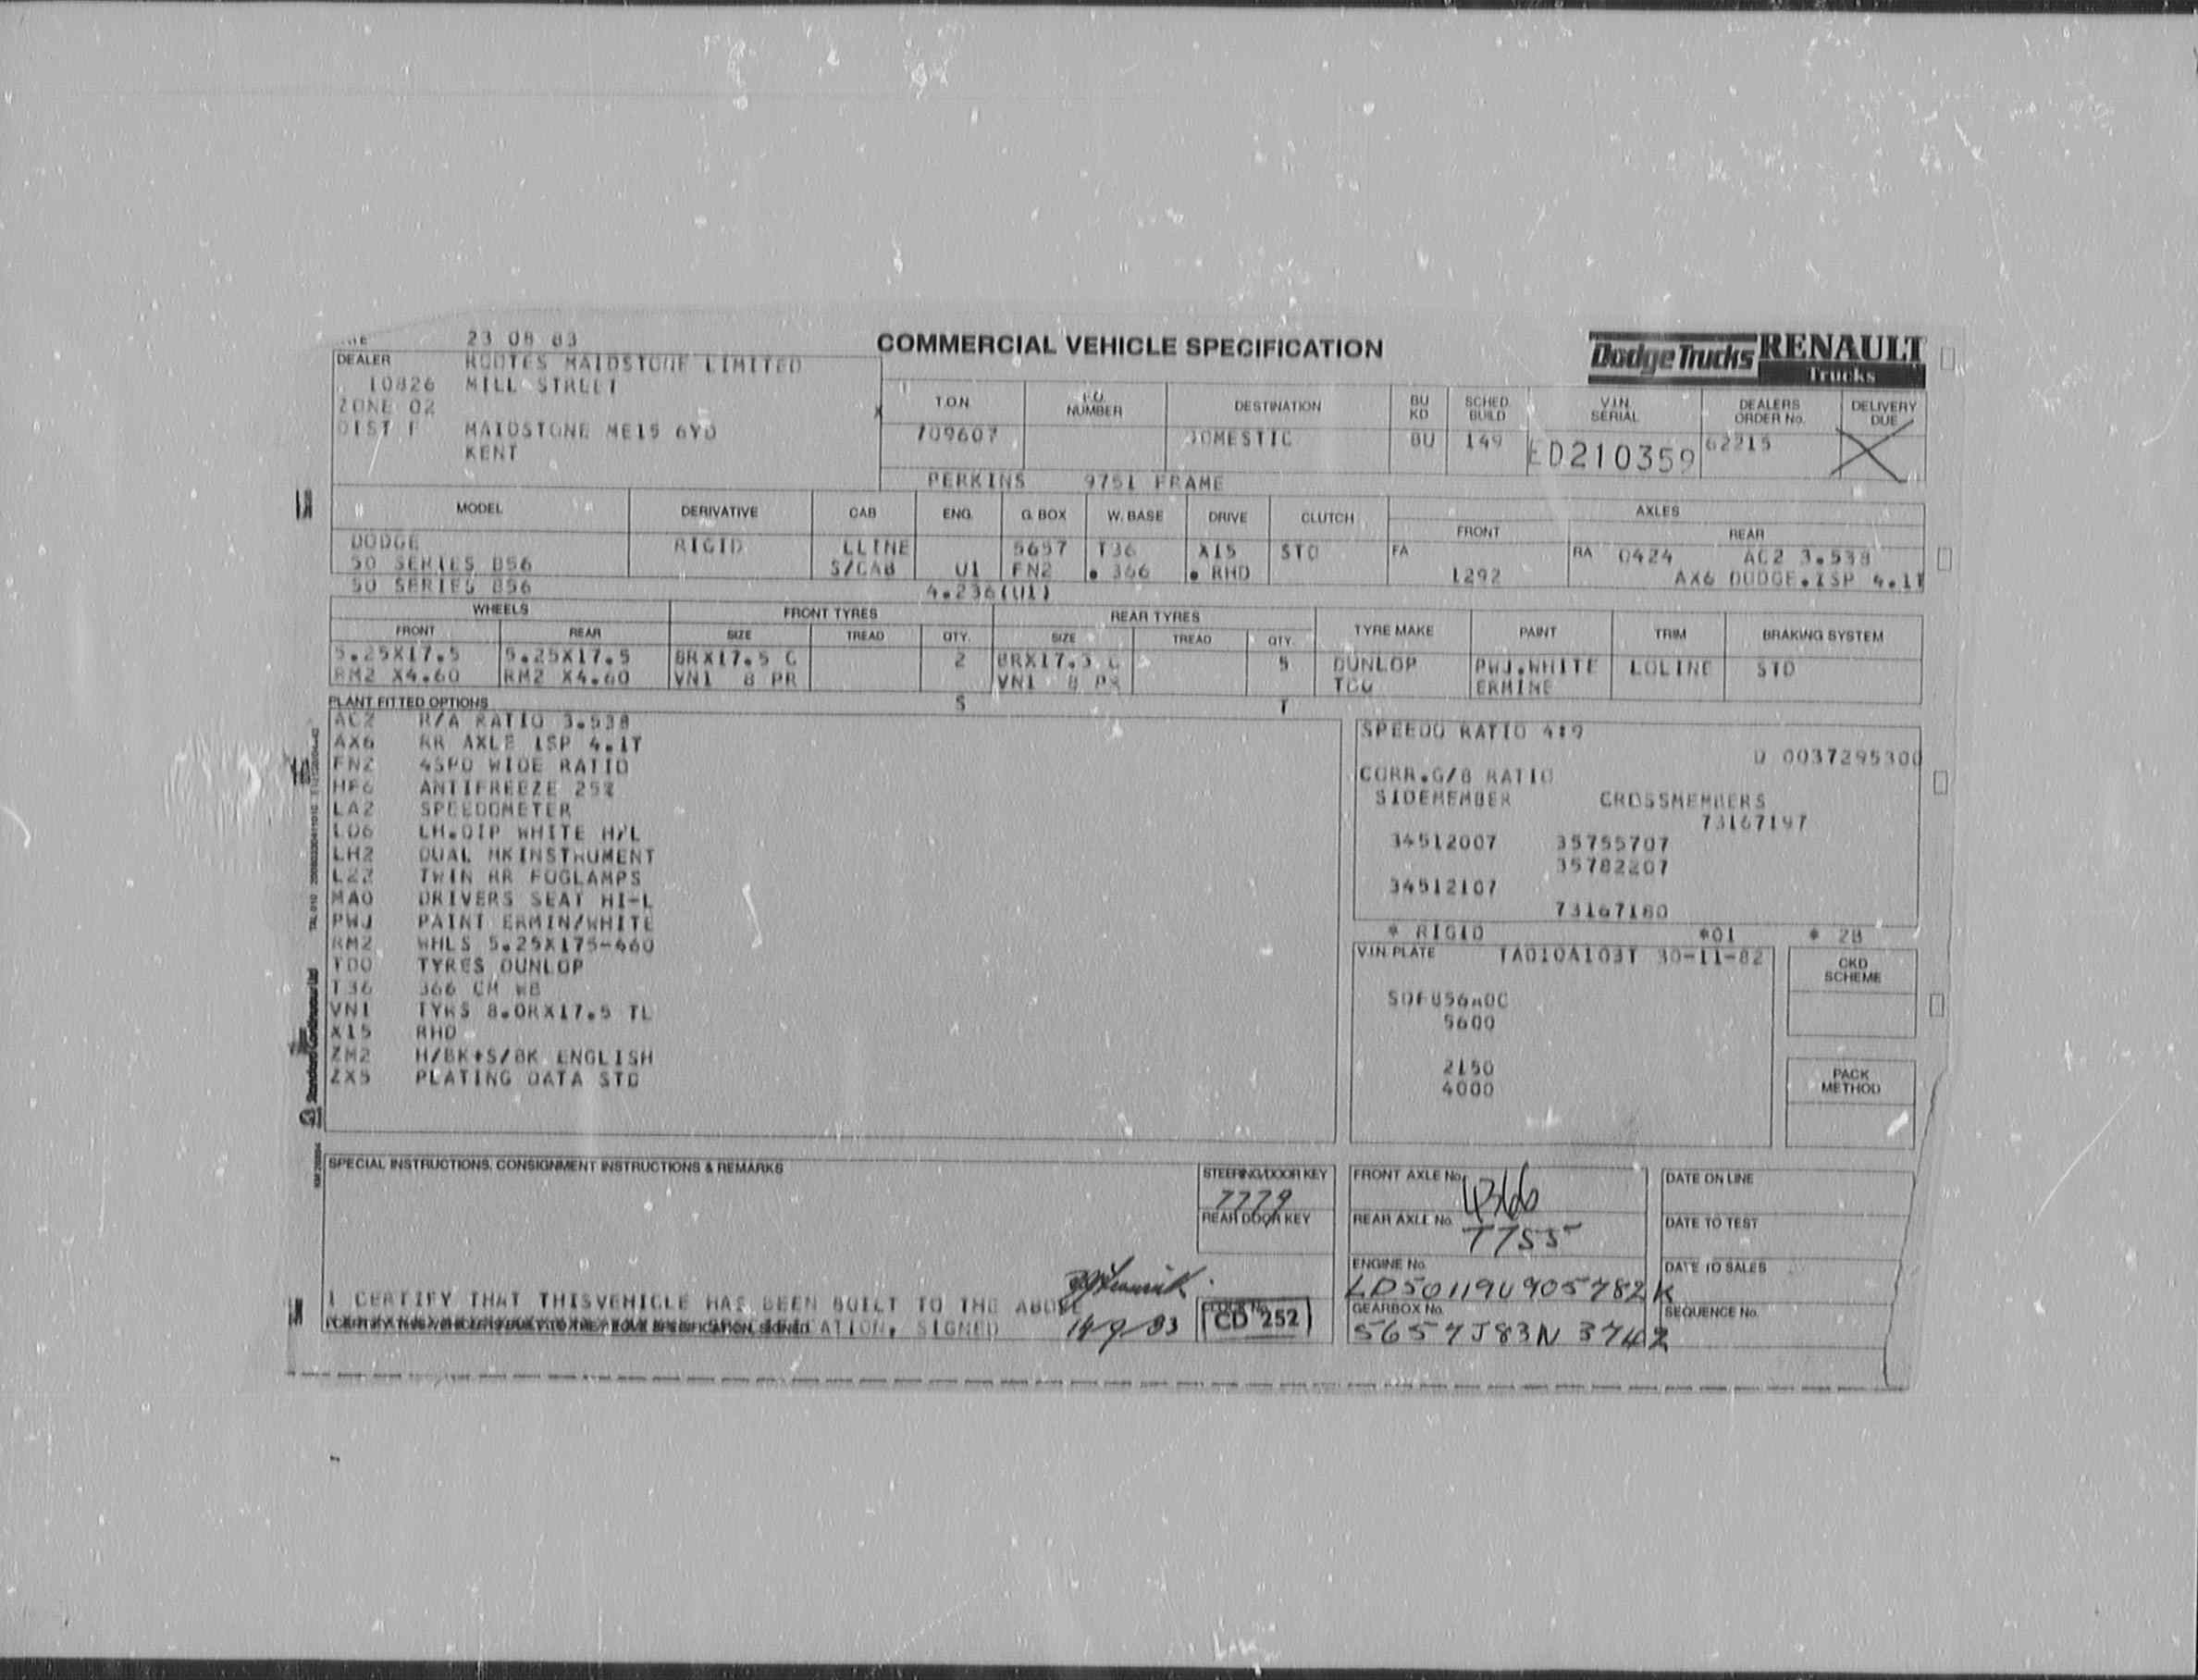 23 08 83
COMMERCIAL VEHICLE SPECIFICATION
Dodge Trucks RENAULT Trucks
DEALER ROOTES MAIDSTONE LIMITED
10826 MILL STREET
ZONE 02
DIST F MAIDSTONE ME15 6YD
KENT
T.O.N. NUMBER DESTINATION BU KD SCHED. BUILD V.I.N. SERIAL DEALERS ORDER No. DELIVERY DUE
709607 DOMESTIC BU 149 ED210359 62215 X
PERKINS 9751 FRAME
MODEL DERIVATIVE CAB ENG. G. BOX W. BASE DRIVE CLUTCH AXLES
FRONT REAR
DODGE RIGID LLINE 5657 T36 X15 STD FA RA 0424 AC2 3.538
50 SERIES B56 S/CAB U1 FN2 . 366 . RHD 1292 AX6 DODGE.1SP 4.1T
50 SERIES B56 4.236(U1)
WHEELS FRONT TYRES REAR TYRES TYRE MAKE PAINT TRIM BRAKING SYSTEM
FRONT REAR SIZE TREAD QTY. SIZE TREAD QTY.
5.25X17.5 5.25X17.5 8RX17.5 C 2 8RX17.5 C 5 DUNLOP PWJ.WHITE LOLINE STD
RM2 X4.60 RM2 X4.60 VN1 8 PR VN1 8 PR TDO ERMINE
PLANT FITTED OPTIONS S T
AC2 R/A RATIO 3.538
AX6 RR AXLE 1SP 4.1T
FN2 4SPD WIDE RATIO
HF6 ANTIFREEZE 25%
LA2 SPEEDOMETER
LD6 LH.DIP WHITE H/L
LH2 DUAL MKINSTRUMENT
LZ2 TWIN RR FOGLAMPS
MA0 DRIVERS SEAT HI-L
PWJ PAINT ERMIN/WHITE
RM2 WHLS 5.25X175-460
TDO TYRES DUNLOP
T36 366 CM WB
VN1 TYRS 8.0RX17.5 TL
X15 RHD
ZM2 H/BK+S/BK ENGLISH
ZX5 PLATING DATA STD
SPEEDO RATIO 4:9
D 0037295300
CORR.G/B RATIO
SIDEMEMBER CROSSMEMBERS
73167197
34512007 35755707
35782207
34512107
73167180
* RIGID *01 * 2B
V.I.N PLATE TA010A103T 30-11-82
SDFB56A0C
5600
2150
4000
CKD SCHEME
PACK METHOD
SPECIAL INSTRUCTIONS, CONSIGNMENT INSTRUCTIONS & REMARKS
STEERING/DOOR KEY
7779
REAR DOOR KEY
FRONT AXLE No.
REAR AXLE No.
7755
ENGINE No.
LD50119U905782K
GEARBOX No.
5657J83N 3742
DATE ON LINE
DATE TO TEST
DATE TO SALES
SEQUENCE No.
I CERTIFY THAT THISVEHICLE HAS BEEN BUILT TO THE ABOVE
ATION, SIGNED 14/9/83
CD 252